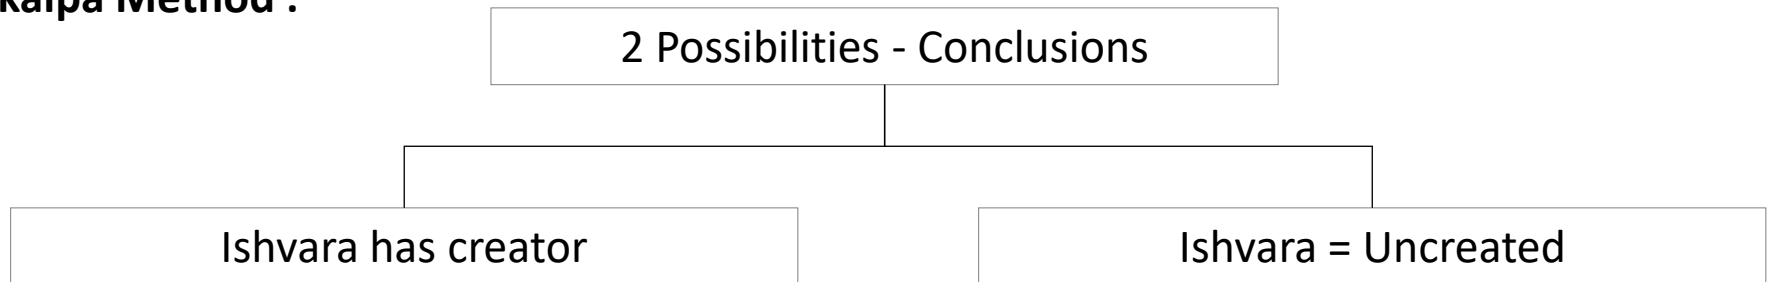 kalpa Method :
2 Possibilities - Conclusions
Ishvara has creator
Ishvara = Uncreated